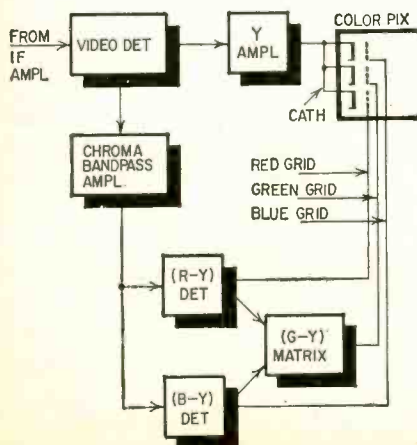 COLOR PIX
FROM
IF
AMPL
VIDEO DET
Y
AMPL
CATH
CHROMA
BANDPASS
AMPL.
RED GRID
GREEN GRID
BLUE GRID
(R-Y)
DET
(G-Y)
MATRIX
(B-Y)
DET